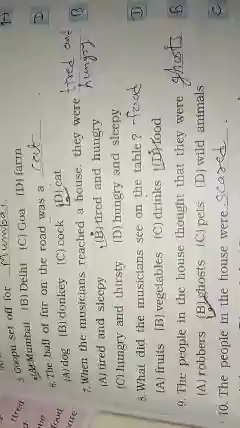 5. Gopu set off for Mumbai. A
(A) Mumbai (B) Delhi (C) Goa (D) farm
6. The ball of fur on the road was a cat. D
(A) dog (B) donkey (C) cock (D) cat
7. When the musicians reached a house, they were tired and hungry B
(A) tired and sleepy (B) tired and hungry
(C) hungry and thirsty (D) hungry and sleepy
8. What did the musicians see on the table? food D
(A) fruits (B) vegetables (C) drinks (D) food
9. The people in the house thought that they were ghosts B
(A) robbers (B) ghosts (C) pets (D) wild animals
10. The people in the house were scared. C